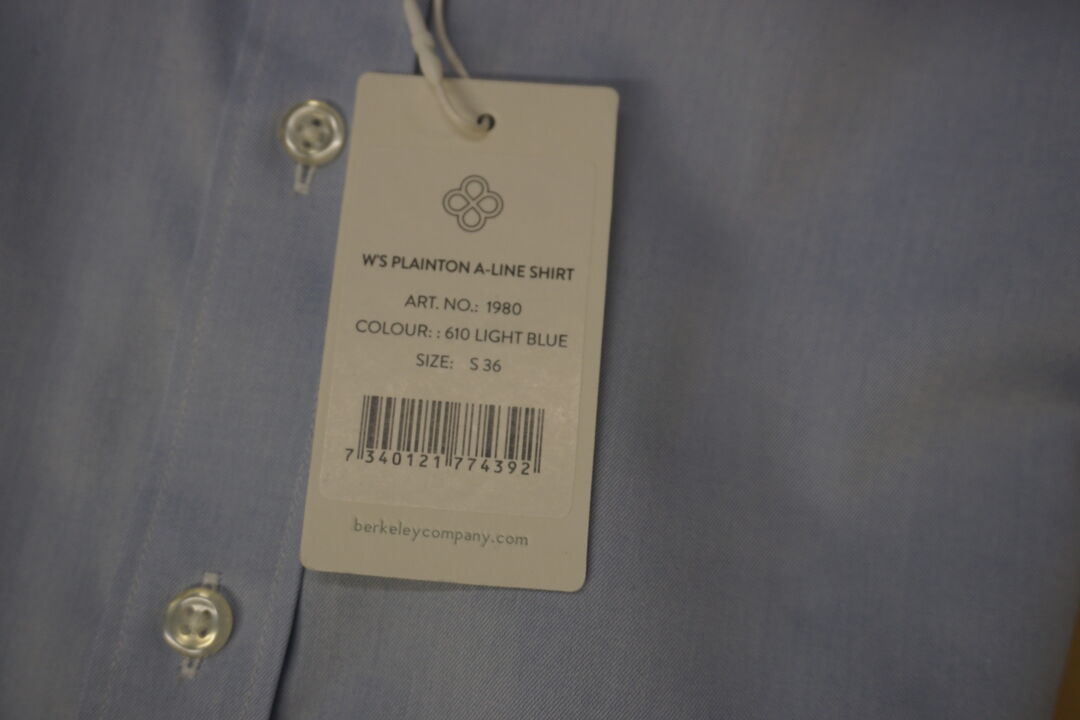 W'S PLAINTON A-LINE SHIRT
ART. NO.: 1980
COLOUR: : 610 LIGHT BLUE
SIZE: S 36
7 340121 774392
berkeleycompany.com